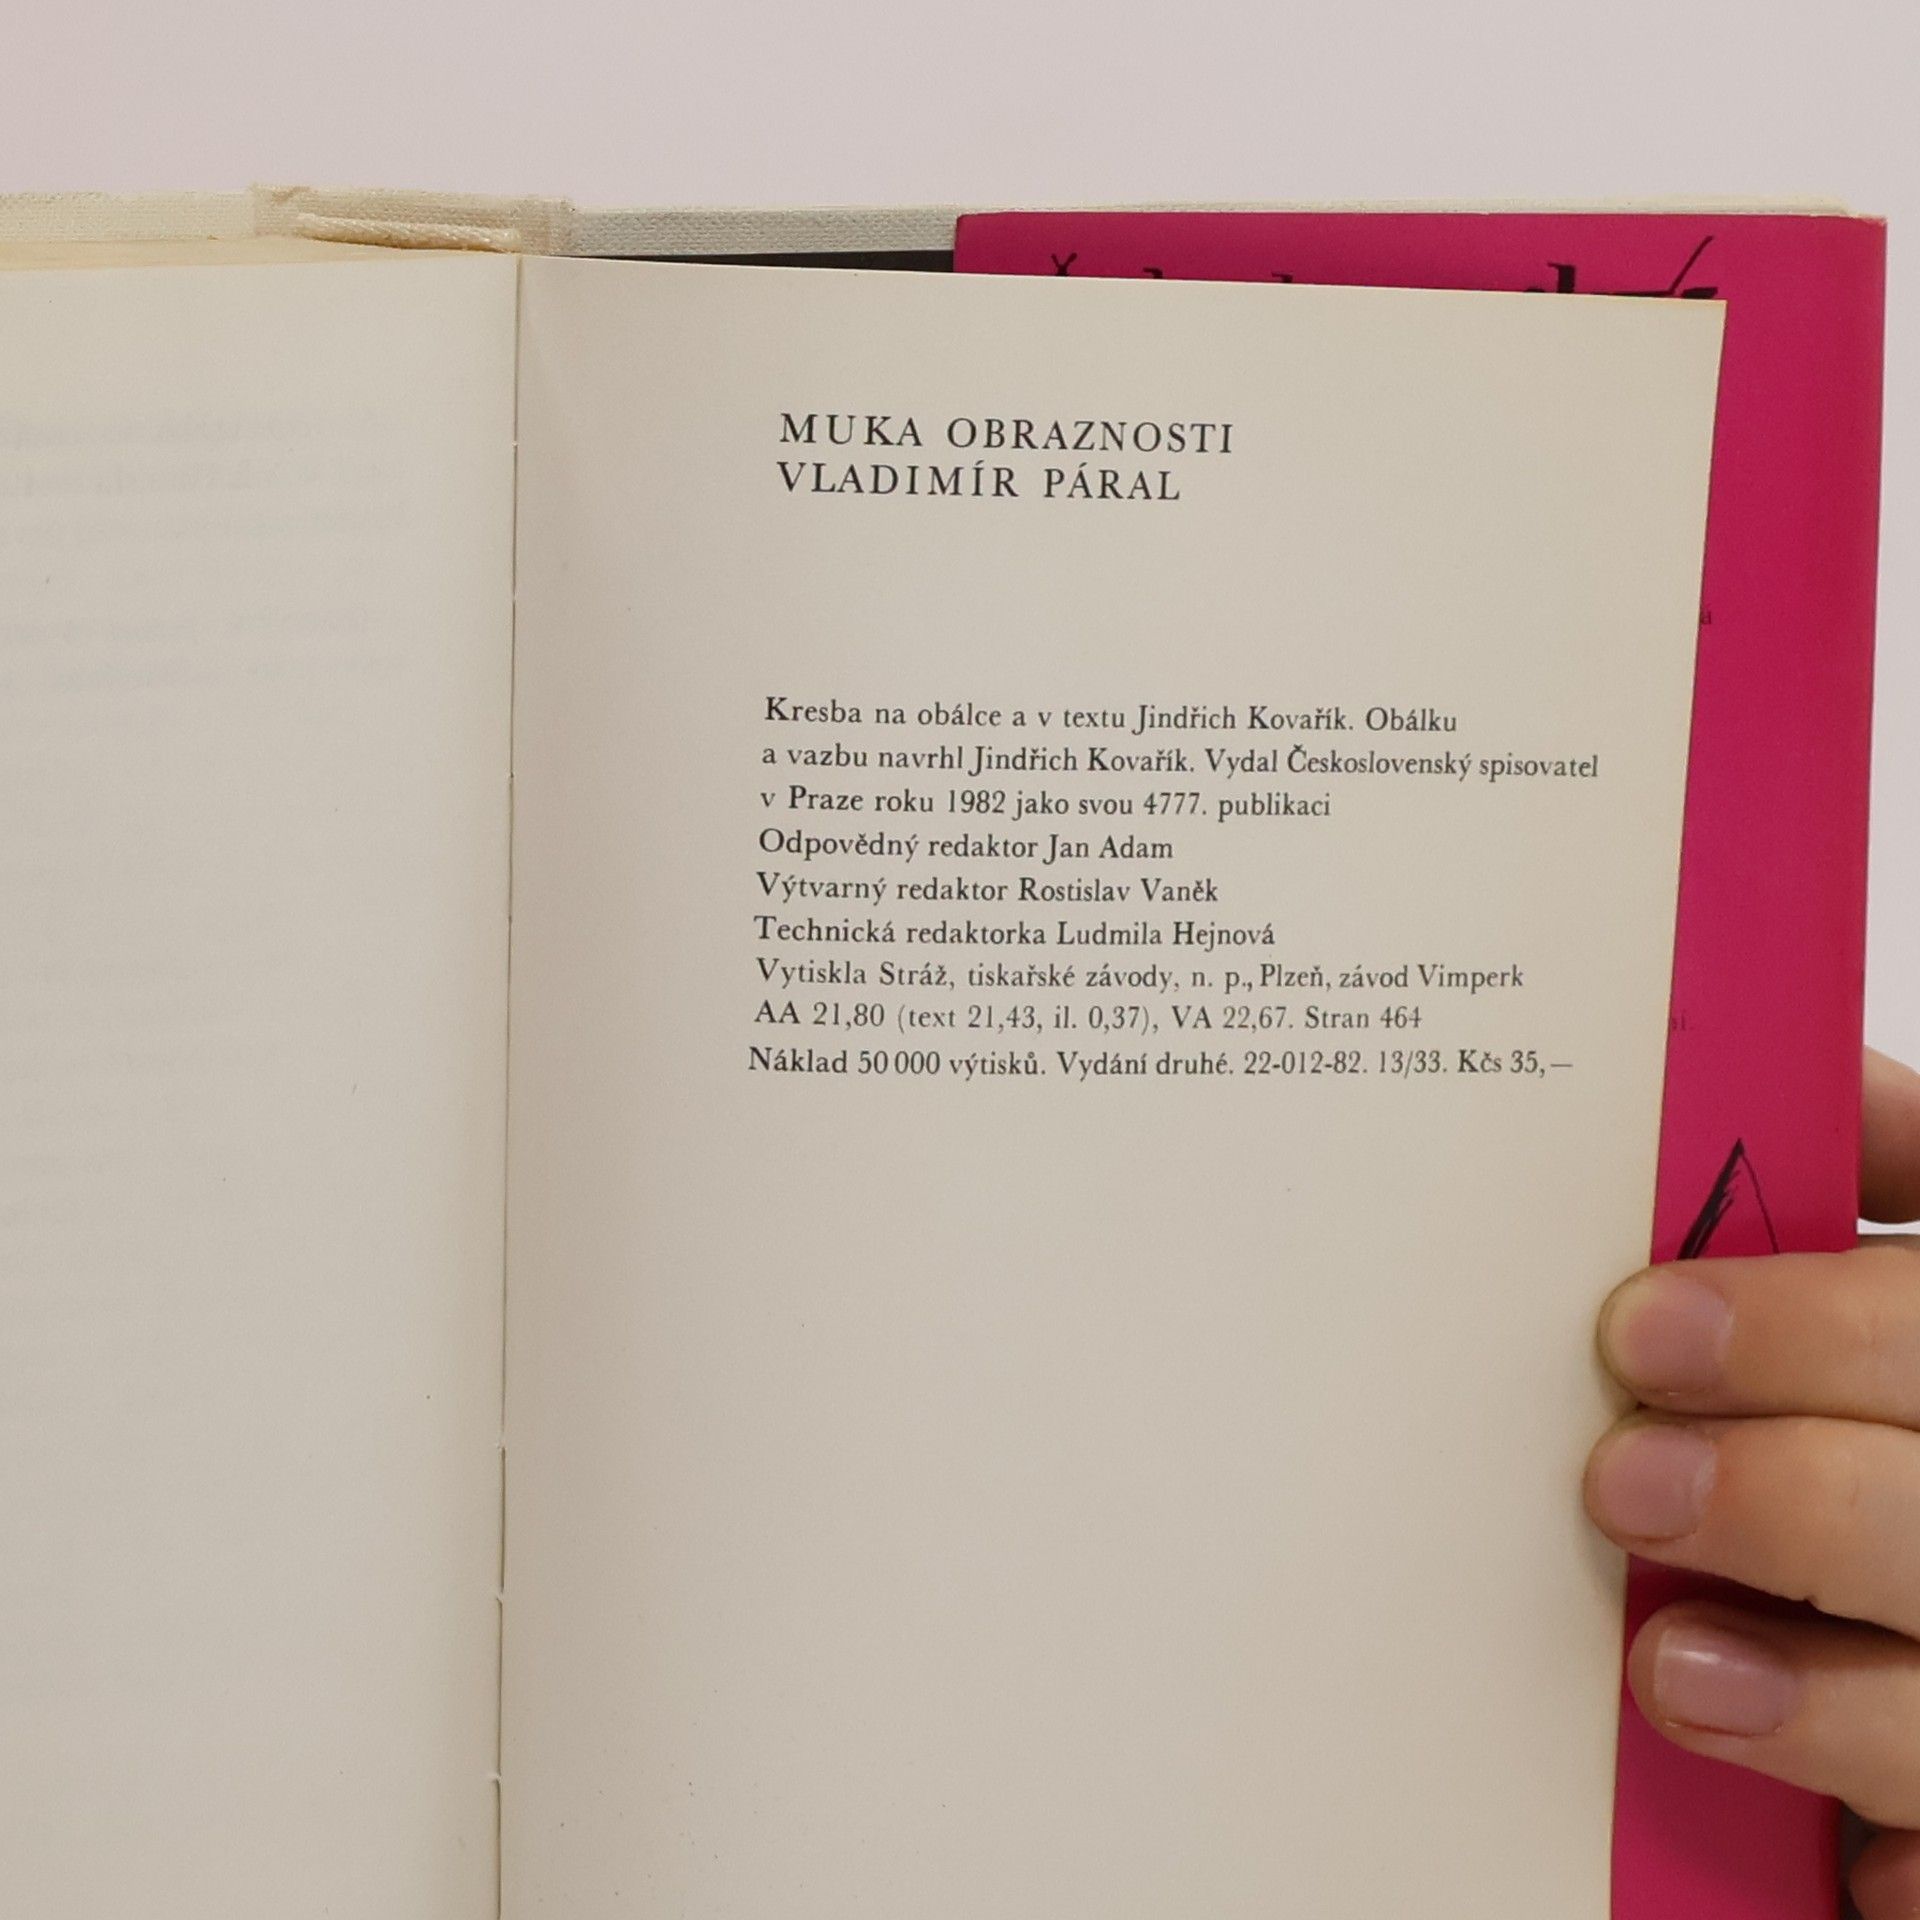 MUKA OBRAZNOSTI
VLADIMÍR PÁRAL
Kresba na obálce a v textu Jindřich Kovařík. Obálku
a vazbu navrhl Jindřich Kovařík. Vydal Československý spisovatel
v Praze roku 1982 jako svou 4777. publikaci
Odpovědný redaktor Jan Adam
Výtvarný redaktor Rostislav Vaněk
Technická redaktorka Ludmila Hejnová
Vytiskla Stráž, tiskařské závody, n. p., Plzeň, závod Vimperk
AA 21,80 (text 21,43, il. 0,37), VA 22,67. Stran 464
Náklad 50 000 výtisků. Vydání druhé. 22-012-82. 13/33. Kčs 35,—